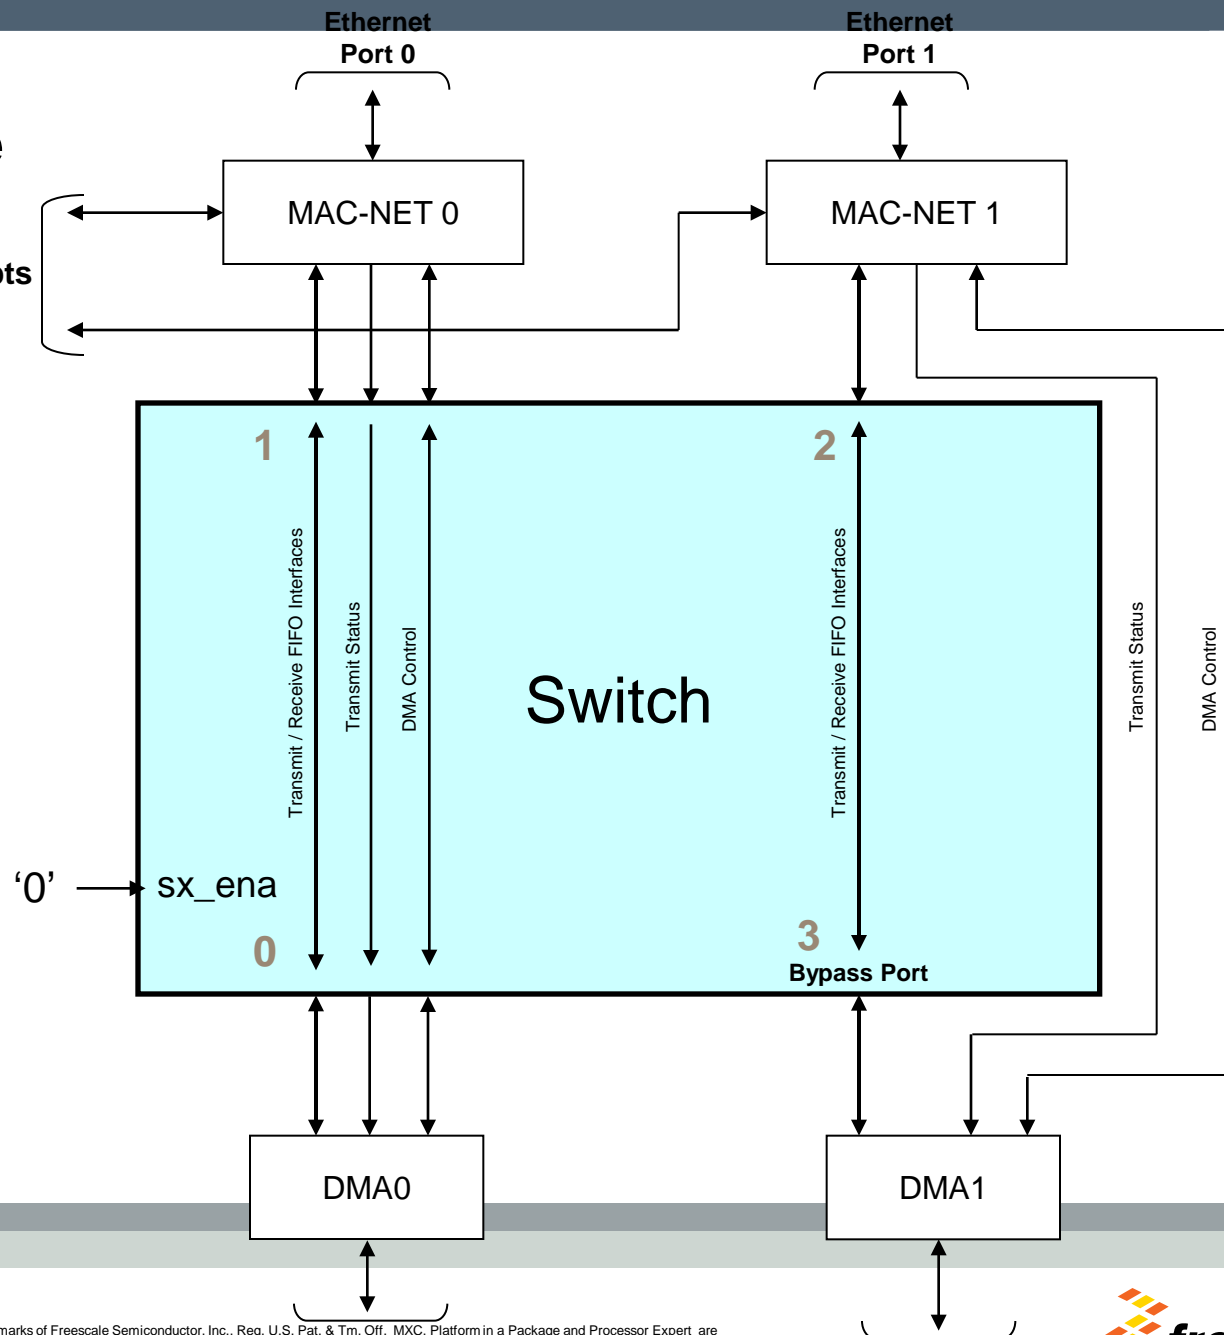 Ethernet
Port 0
Ethernet
Port 1
MAC-NET 0
MAC-NET 1
1
2
Transmit / Receive FIFO Interfaces
Transmit Status
DMA Control
Transmit / Receive FIFO Interfaces
Transmit Status
DMA Control
Switch
‘0’
sx_ena
0
3
Bypass Port
DMA0
DMA1
marks of Freescale Semiconductor, Inc., Reg. U.S. Pat. & Tm. Off. MXC, Platform in a Package and Processor Expert are